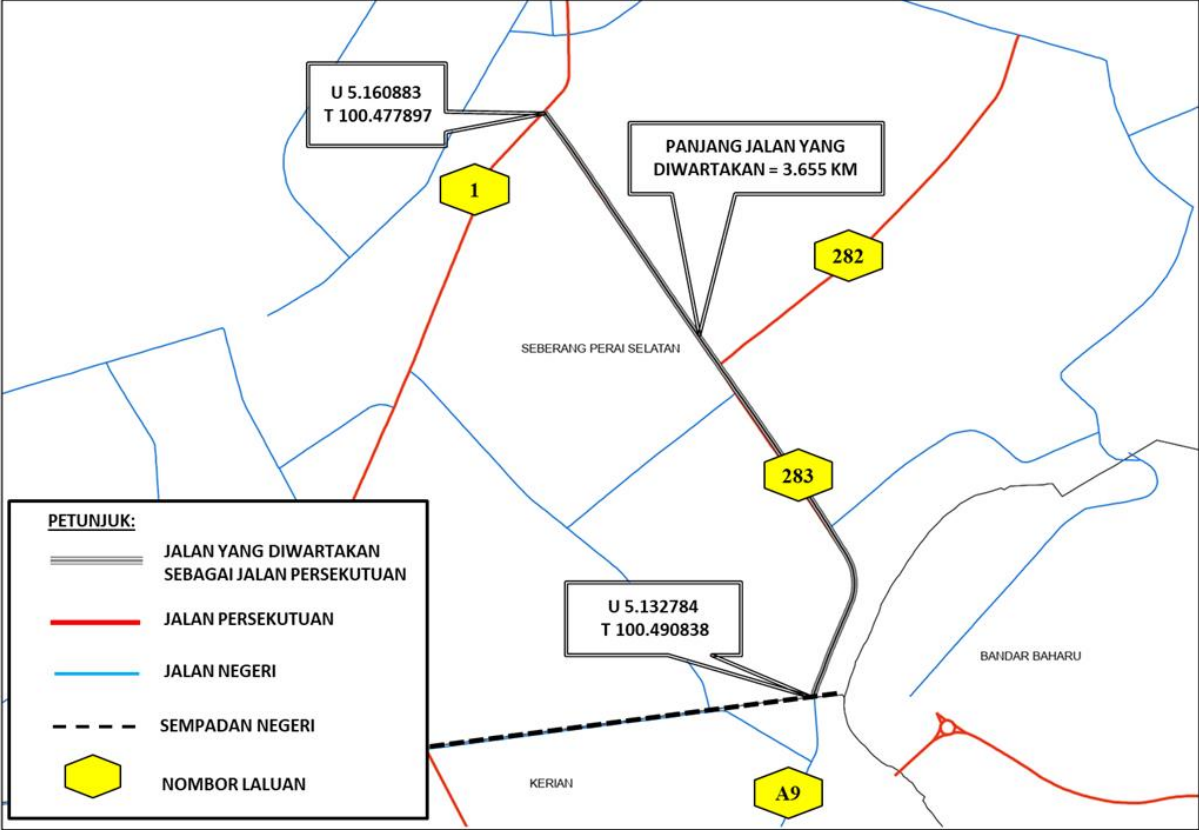 U 5.160883
T 100.477897
PANJANG JALAN YANG
DIWARTAKAN = 3.655 KM
1
282
SEBERANG PERAI SELATAN
283
PETUNJUK:
JALAN YANG DIWARTAKAN
SEBAGAI JALAN PERSEKUTUAN
JALAN PERSEKUTUAN
JALAN NEGERI
SEMPADAN NEGERI
NOMBOR LALUAN
U 5.132784
T 100.490838
BANDAR BAHARU
KERIAN
A9